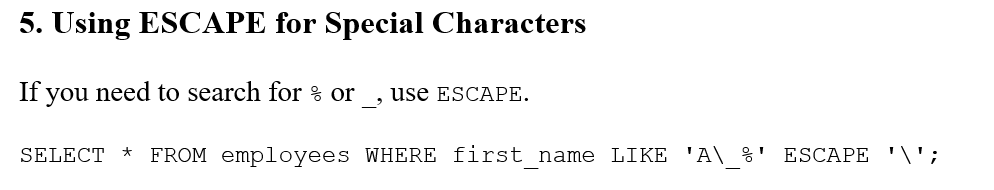 5. Using ESCAPE for Special Characters
If you need to search for % or _, use ESCAPE.
SELECT * FROM employees WHERE first_name LIKE 'A\_%' ESCAPE '\';